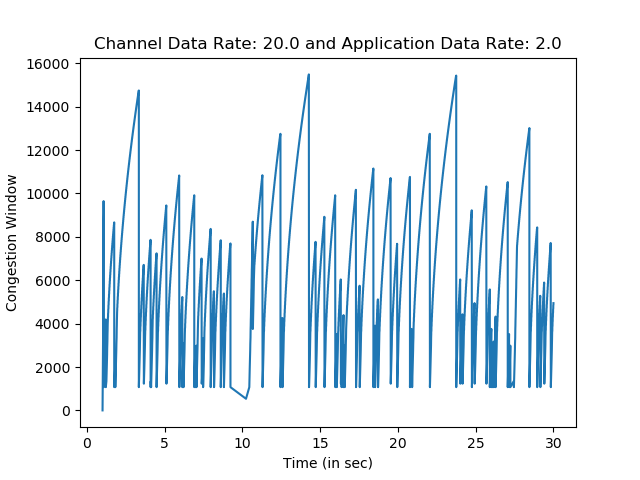 Channel Data Rate: 20.0 and Application Data Rate: 2.0
16000
14000
12000
10000
8000
6000
4000
2000
0
Congestion Window
0 5 10 15 20 25 30
Time (in sec)